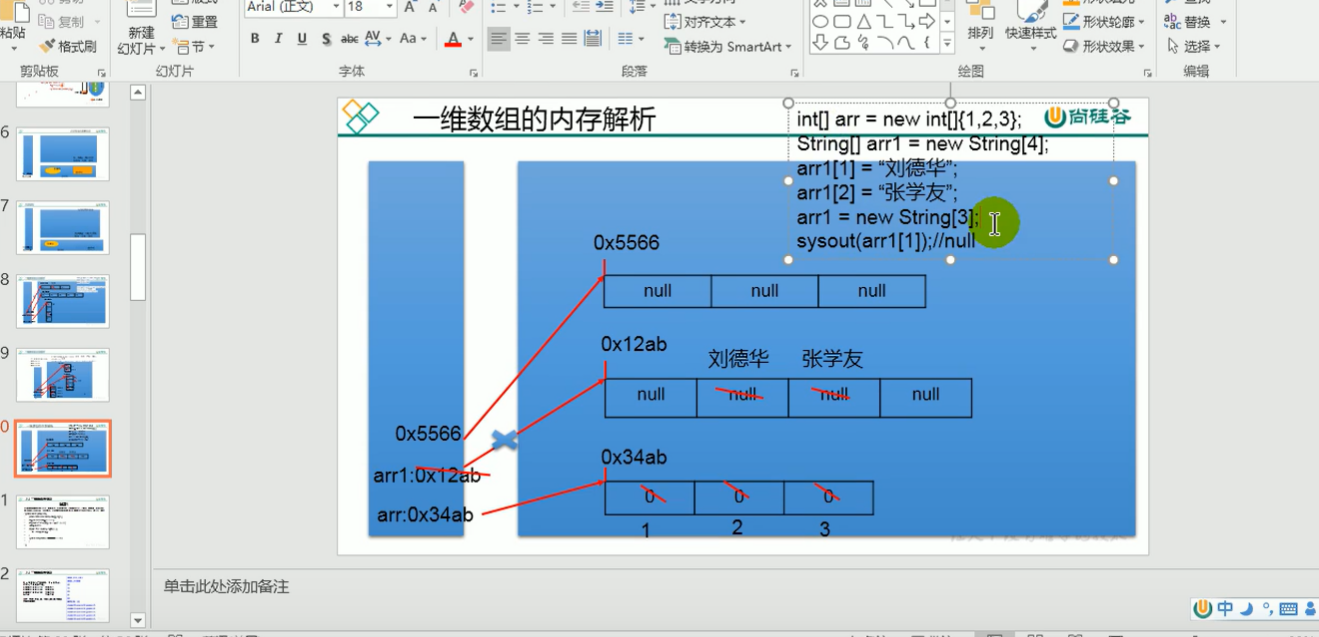 粘贴
复制
格式刷
剪贴板
新建
幻灯片
重置
节
幻灯片
Arial (正文)
18
B I U S abc AV Aa A
字体
对齐文本
转换为 SmartArt
段落
排列
快速样式
形状轮廓
形状效果
绘图
替换
选择
编辑
6
7
8
9
0
1
2
一维数组的内存解析
尚硅谷
int[] arr = new int[]{1,2,3};
String[] arr1 = new String[4];
arr1[1] = “刘德华”;
arr1[2] = “张学友”;
arr1 = new String[3];
sysout(arr1[1]);//null
0x5566
null null null
0x12ab
刘德华 张学友
null null null null
0x5566
arr1:0x12ab
arr:0x34ab
0x34ab
0 0 0
1 2 3
单击此处添加备注
中